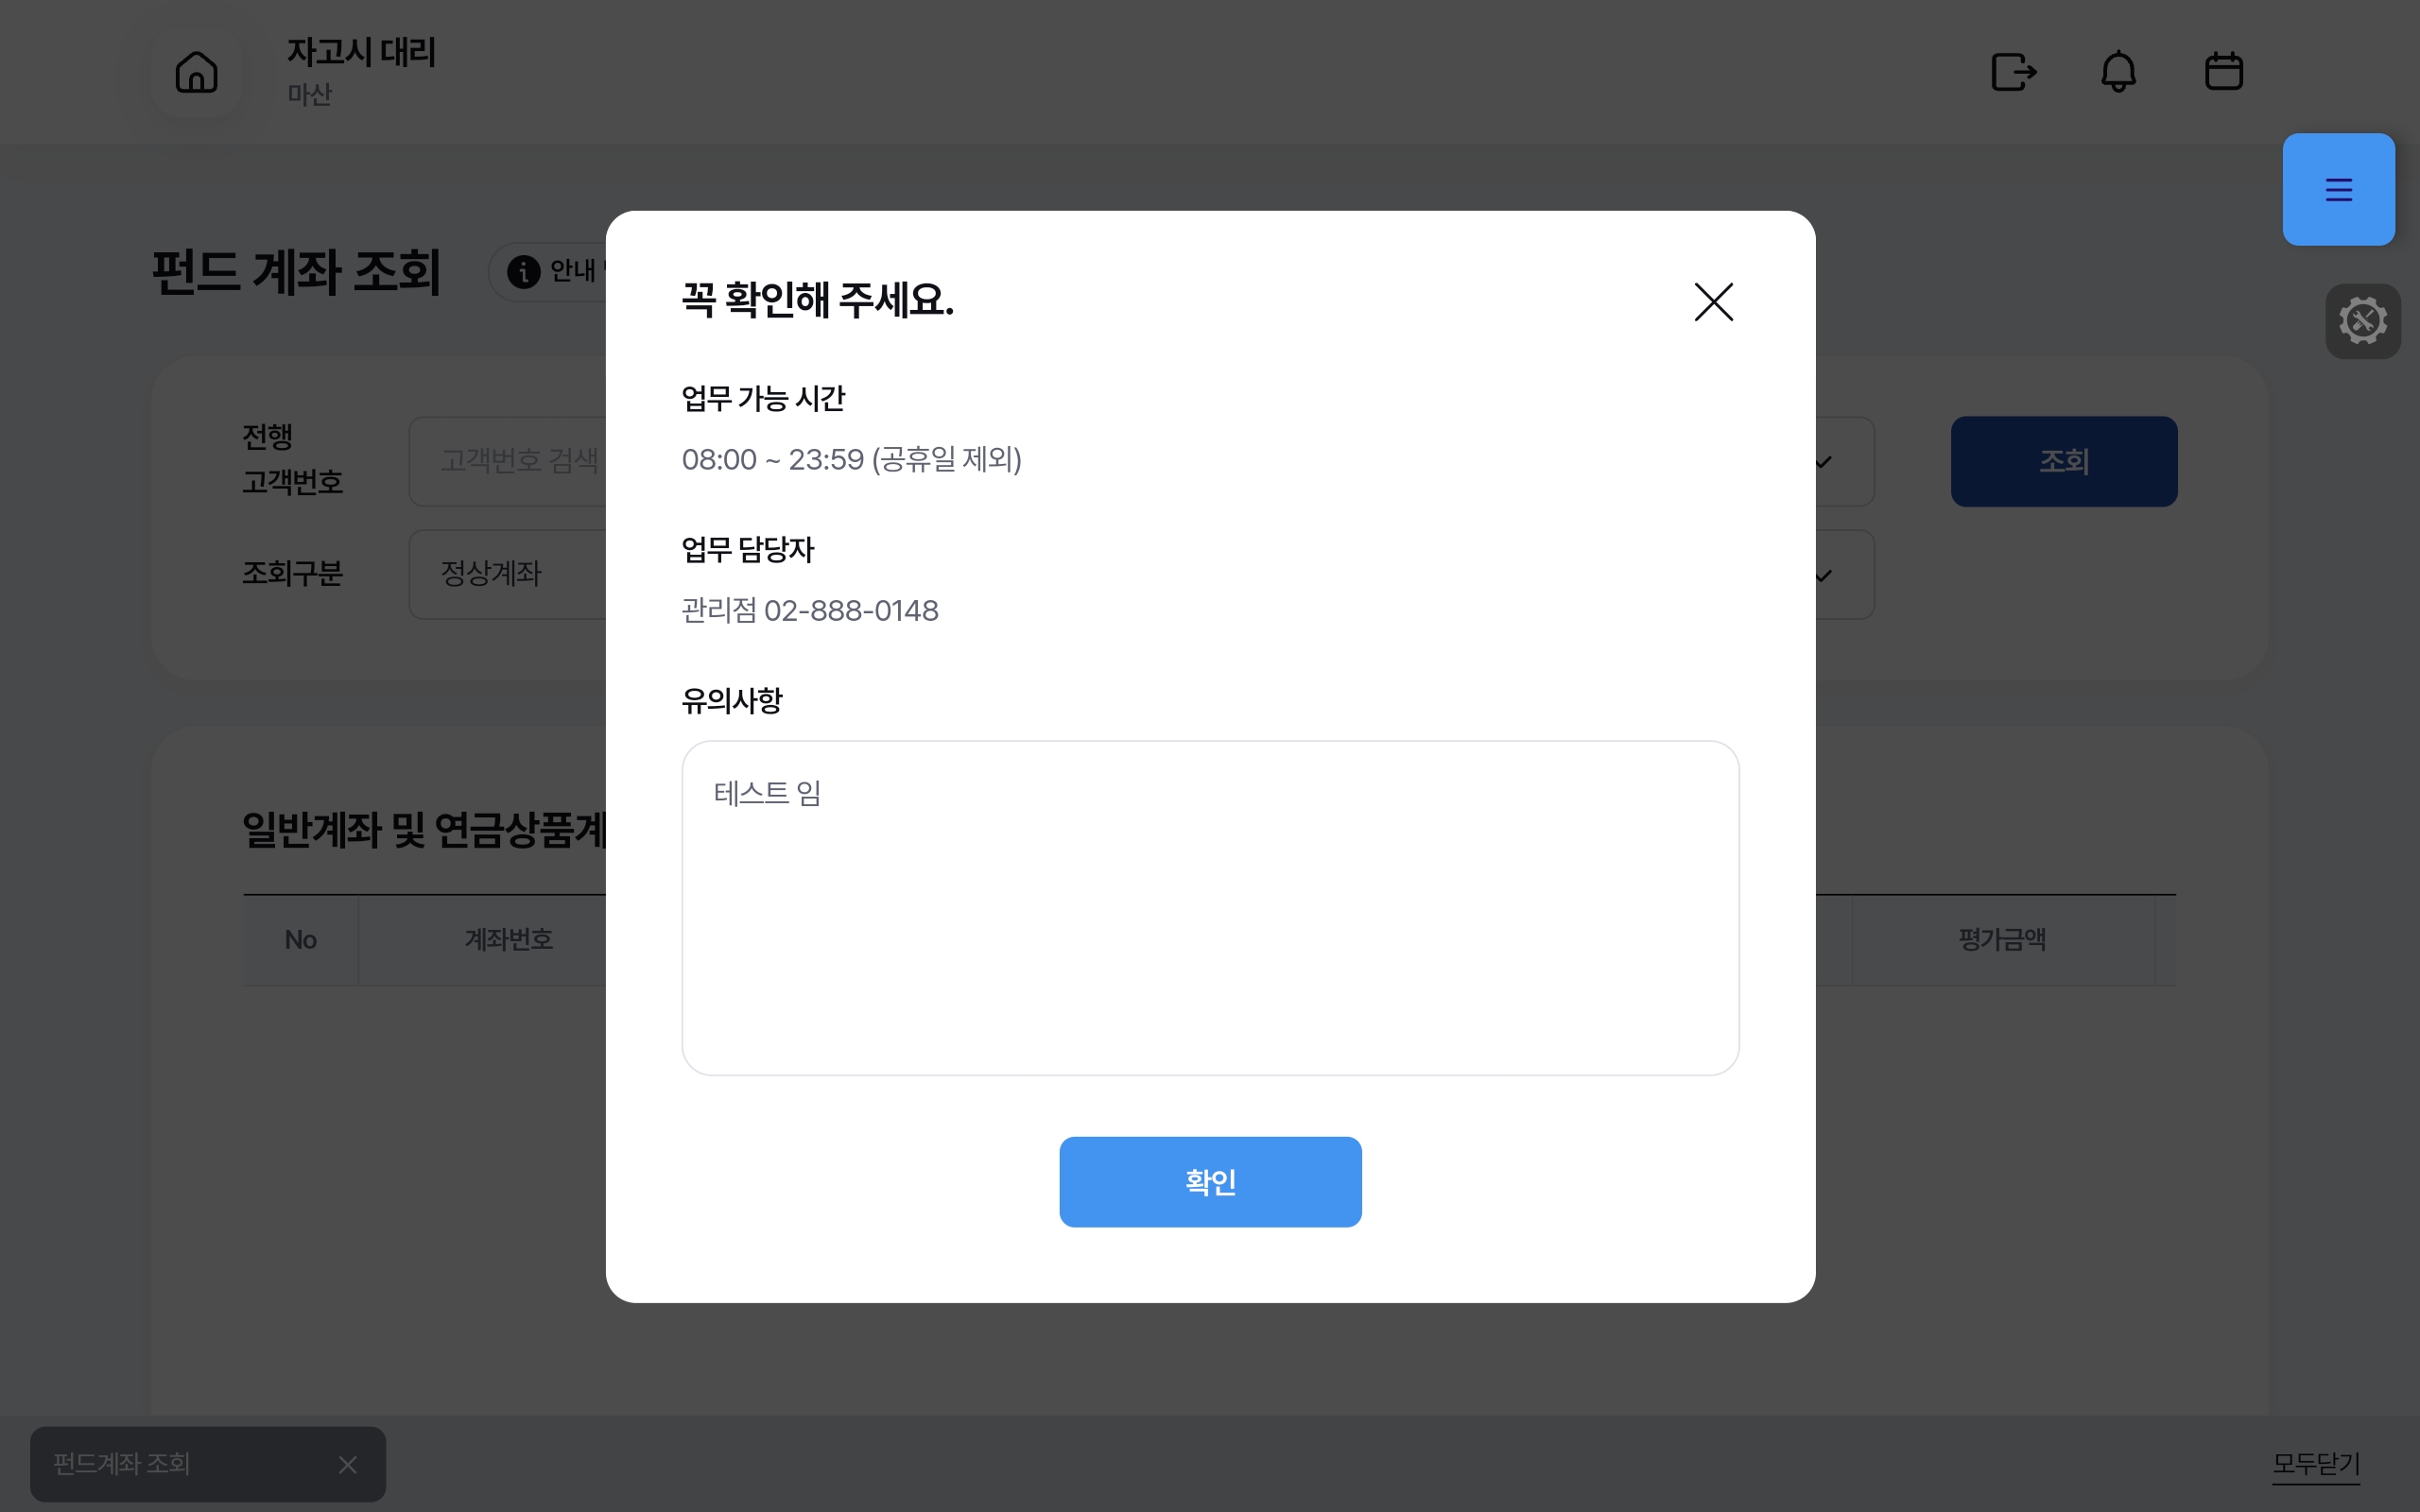 자고시 대리
마산
펀드 계좌 조회
안내
꼭 확인해 주세요.
업무 가능 시간
08:00 ~ 23:59 (공휴일 제외)
업무 담당자
관리점 02-888-0148
유의사항
테스트 임
확인
전행
고객번호
고객번호 검색
조회
조회구분
정상계좌
일반계좌 및 연금상품계
No
계좌번호
평가금액
펀드계좌 조회
모두닫기